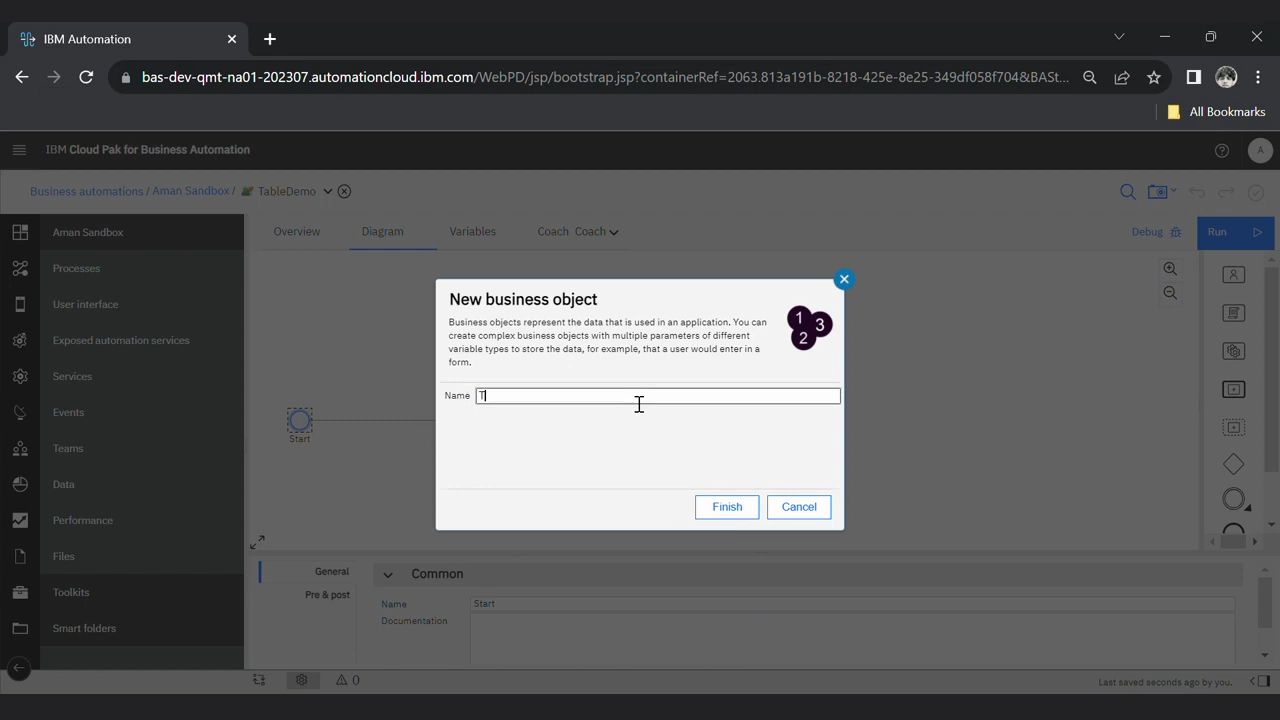 IBM Automation
bas-dev-qmt-na01-202307.automationcloud.ibm.com/WebPD/jsp/bootstrap.jsp?containerRef=2063.813a191b-8218-425e-8e25-349df058f704&BASt...
All Bookmarks
IBM Cloud Pak for Business Automation
A
Business automations / Aman Sandbox / TableDemo
Aman Sandbox
Overview
Diagram
Variables
Coach Coach
Debug
Run
Processes
User interface
Exposed automation services
Services
Events
Teams
Data
Performance
Files
Toolkits
Smart folders
Start
New business object
Business objects represent the data that is used in an application. You can
create complex business objects with multiple parameters of different
variable types to store the data, for example, that a user would enter in a
form.
1
3
2
Name T
Finish
Cancel
General
Pre & post
Common
Name Start
Documentation
0
Last saved seconds ago by you.